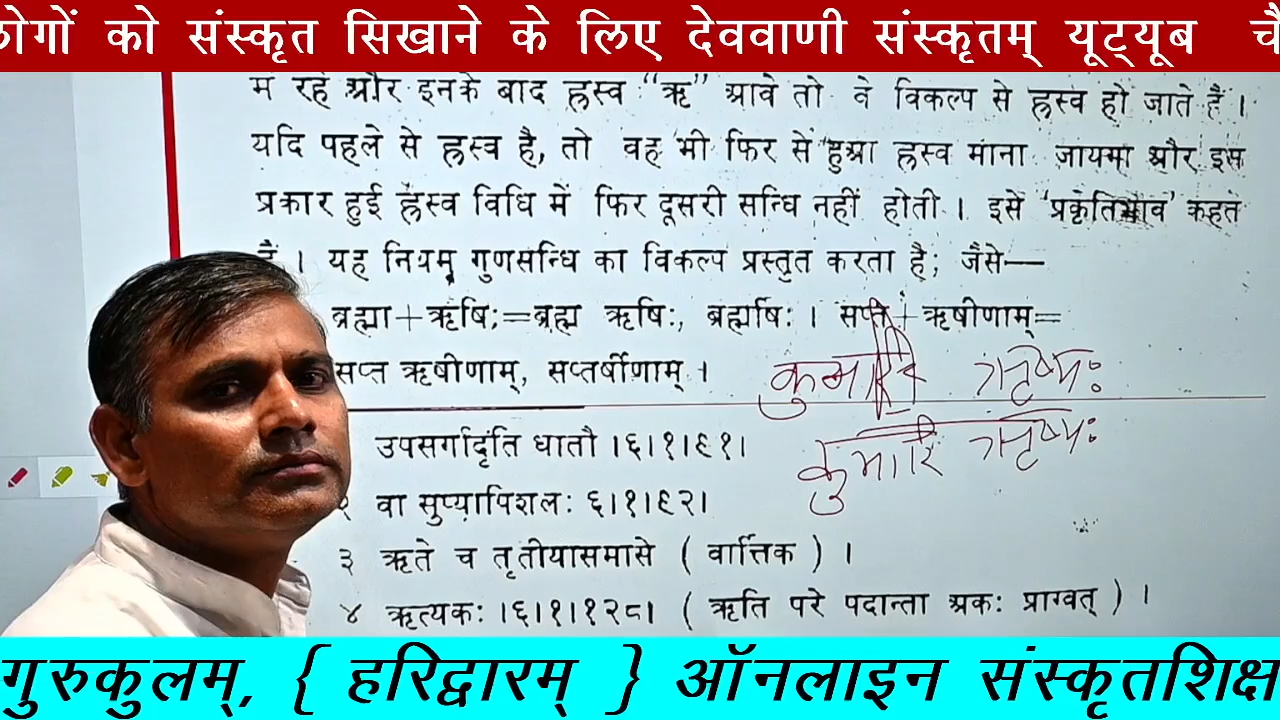 लोगों को संस्कृत सिखाने के लिए देववाणी संस्कृतम् यूट्यूब चै
में रहें और इनके बाद ह्रस्व "ऋ" आवे तो वे विकल्प से ह्रस्व हो जाते हैं ।
यदि पहले से ह्रस्व है, तो वह भी फिर से हुआ ह्रस्व माना जायगा और इस
प्रकार हुई ह्रस्व विधि में फिर दूसरी सन्धि नहीं होती । इसे 'प्रकृतिभाव' कहते
हैं । यह नियम गुणसन्धि का विकल्प प्रस्तुत करता है; जैसे—
ब्रह्मा+ऋषिः=ब्रह्म ऋषिः, ब्रह्मर्षिः । सप्त+ऋषीणाम्=
सप्त ऋषीणाम्, सप्तर्षीणाम् ।
कुमारि ऋष्यः
उपसर्गादृति धातौ ।६।१।९१।
कुमारि ऋष्यः
२ वा सुप्यापिशलः ६।१।९२।
३ ऋते च तृतीयासमासे ( वार्त्तिक ) ।
४ ऋत्यकः ।६।१।१२८। ( ऋति परे पदान्ता अकः प्राग्वत् ) ।
गुरुकुलम्, { हरिद्वारम् } ऑनलाइन संस्कृतशिक्ष